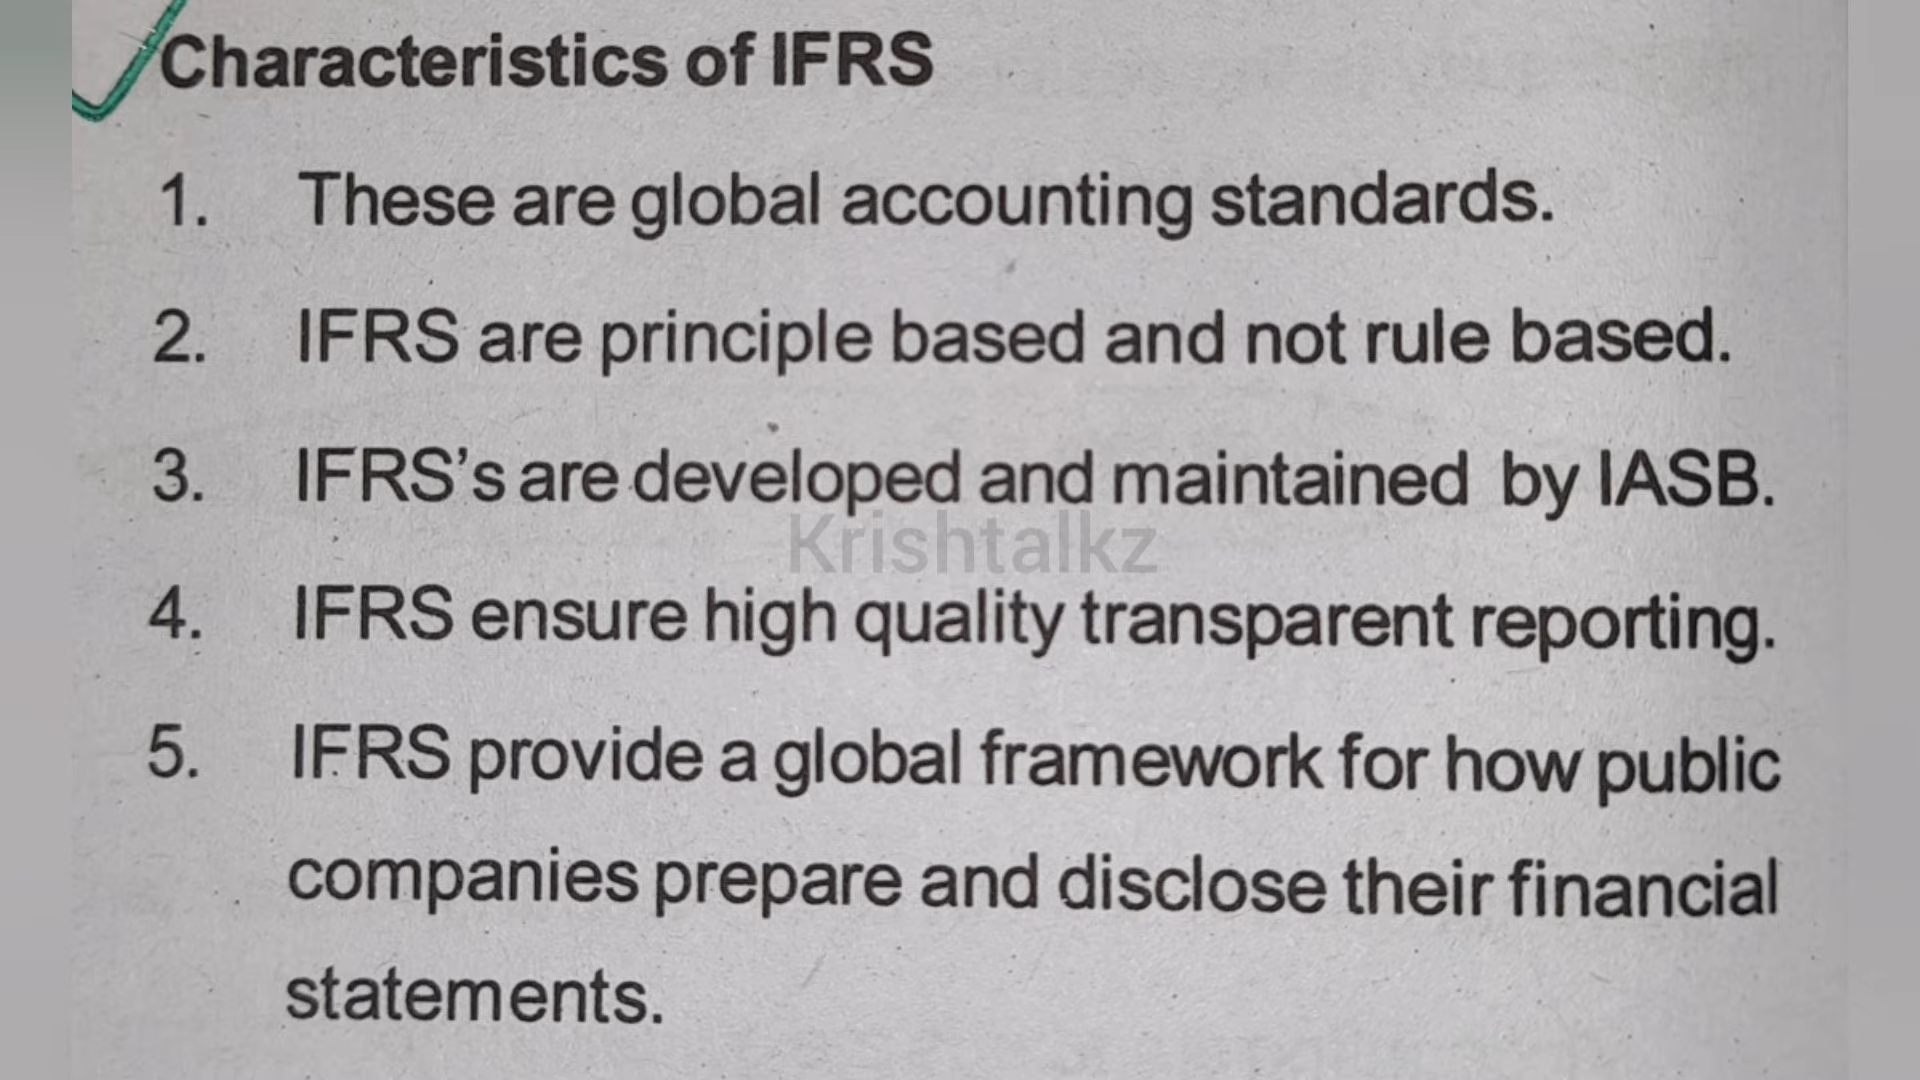 Characteristics of IFRS
1. These are global accounting standards.
2. IFRS are principle based and not rule based.
3. IFRS's are developed and maintained by IASB.
Krishtalkz
4. IFRS ensure high quality transparent reporting.
5. IFRS provide a global framework for how public
companies prepare and disclose their financial
statements.